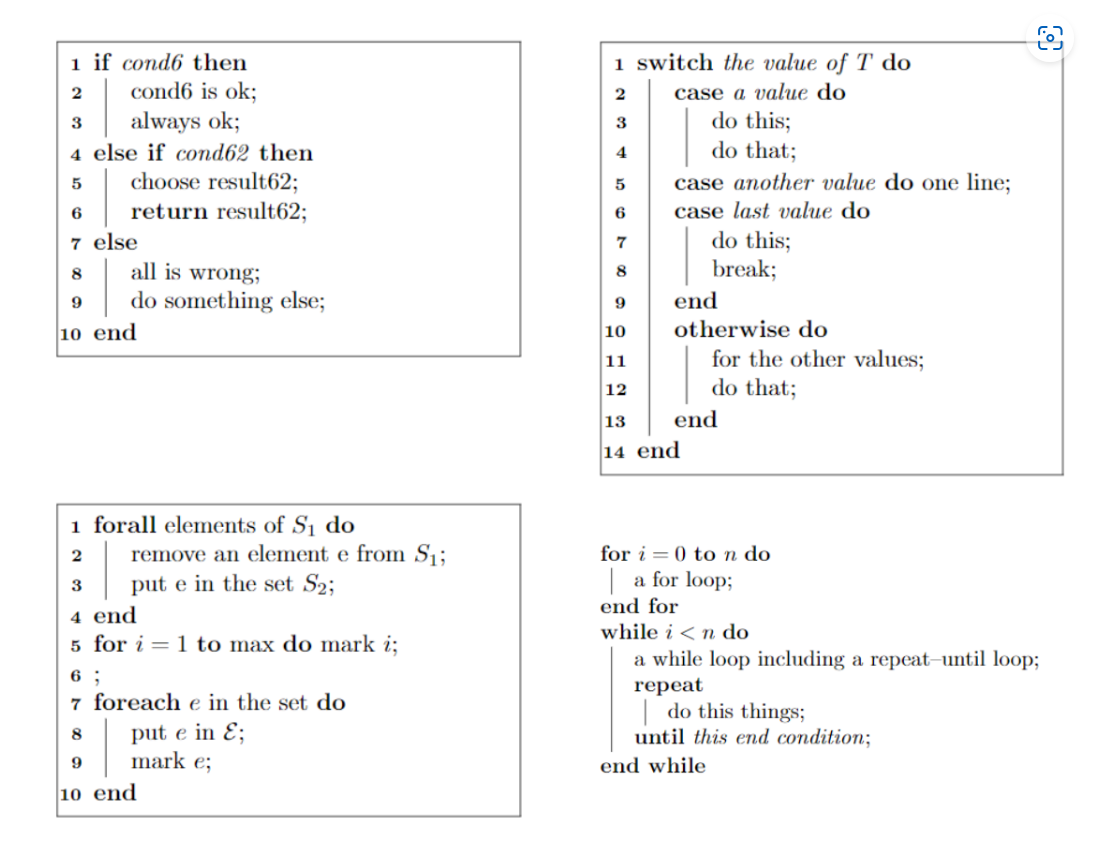 1 if cond6 then
2 cond6 is ok;
3 always ok;
4 else if cond62 then
5 choose result62;
6 return result62;
7 else
8 all is wrong;
9 do something else;
10 end
1 switch the value of T do
2 case a value do
3 do this;
4 do that;
5 case another value do one line;
6 case last value do
7 do this;
8 break;
9 end
10 otherwise do
11 for the other values;
12 do that;
13 end
14 end
1 forall elements of S₁ do
2 remove an element e from S₁;
3 put e in the set S₂;
4 end
5 for i = 1 to max do mark i;
6 ;
7 foreach e in the set do
8 put e in ℰ;
9 mark e;
10 end
for i = 0 to n do
a for loop;
end for
while i < n do
a while loop including a repeat–until loop;
repeat
do this things;
until this end condition;
end while